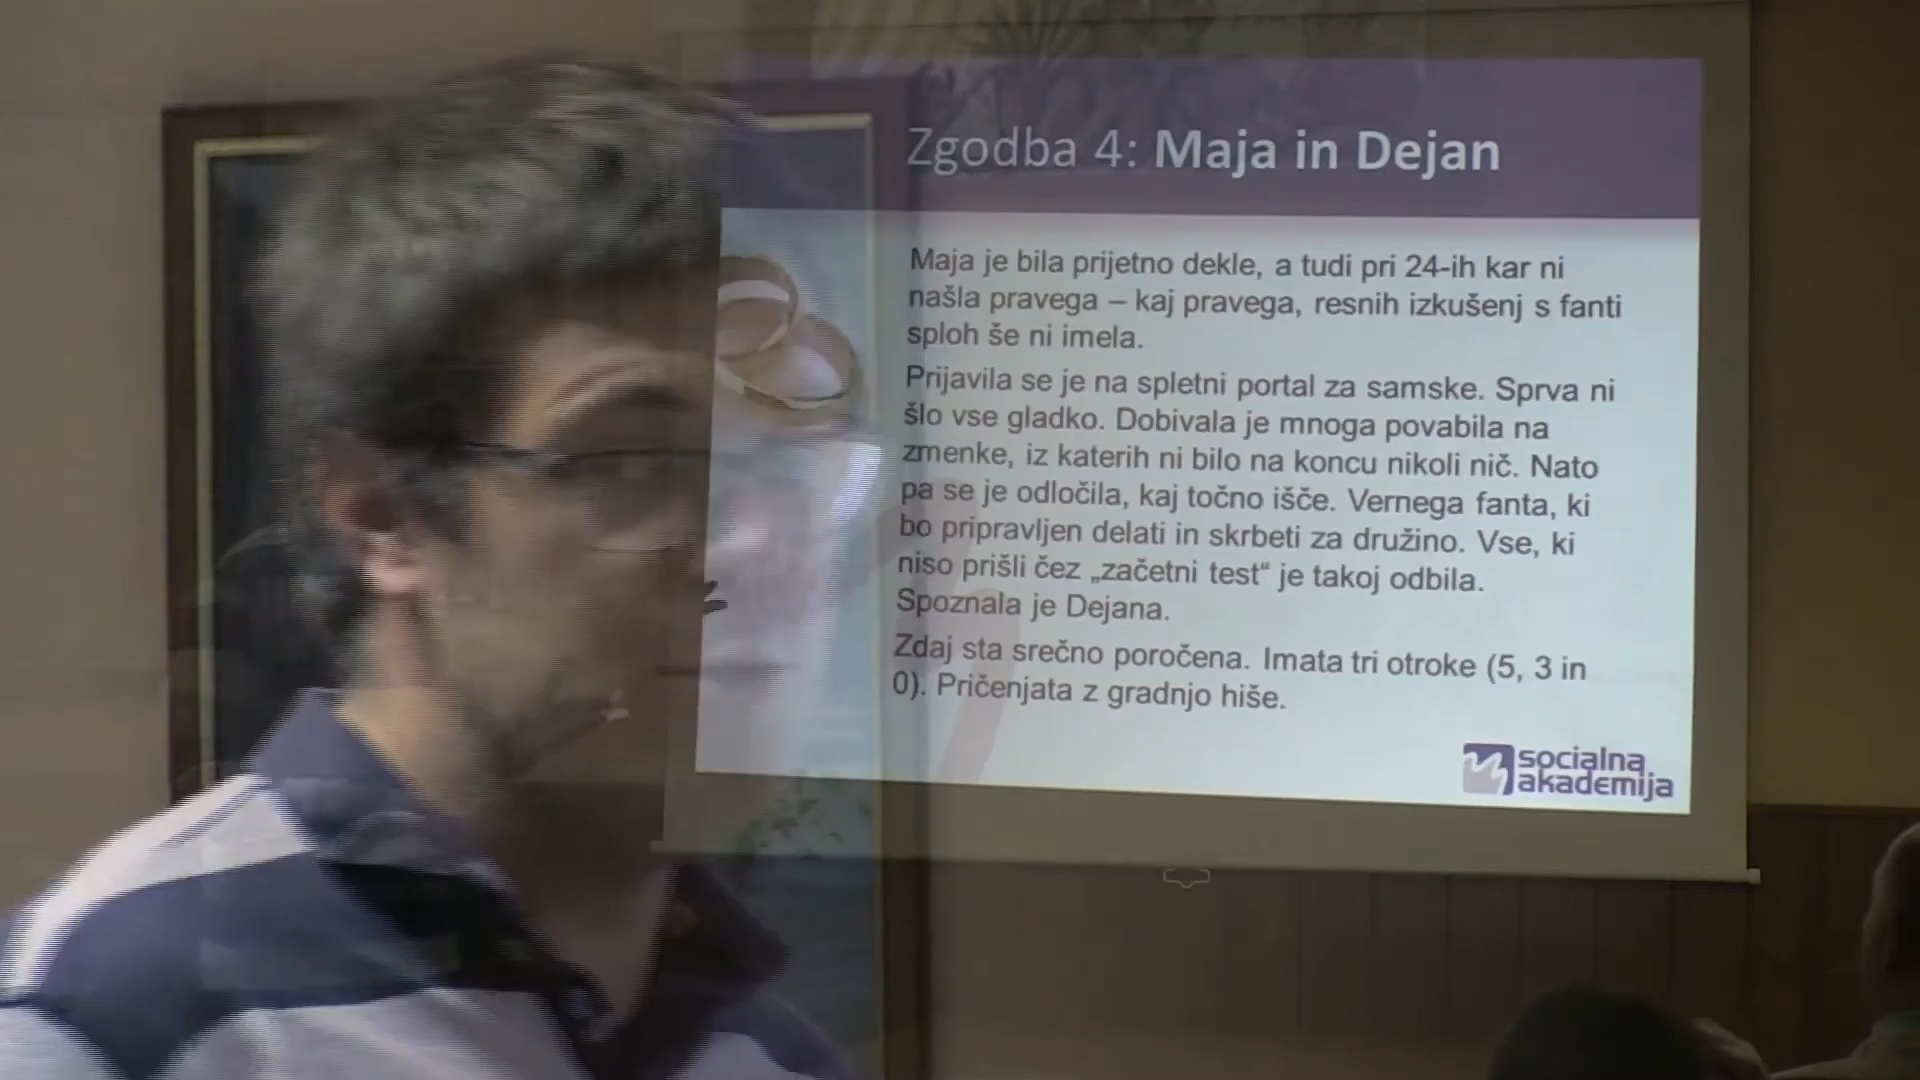 Zgodba 4: Maja in Dejan
Maja je bila prijetno dekle, a tudi pri 24-ih kar ni
našla pravega – kaj pravega, resnih izkušenj s fanti
sploh še ni imela.
Prijavila se je na spletni portal za samske. Sprva ni
šlo vse gladko. Dobivala je mnoga povabila na
zmenke, iz katerih ni bilo na koncu nikoli nič. Nato
pa se je odločila, kaj točno išče. Vernega fanta, ki
bo pripravljen delati in skrbeti za družino. Vse, ki
niso prišli čez „začetni test“ je takoj odbila.
Spoznala je Dejana.
Zdaj sta srečno poročena. Imata tri otroke (5, 3 in
0). Pričenjata z gradnjo hiše.
socialna
akademija